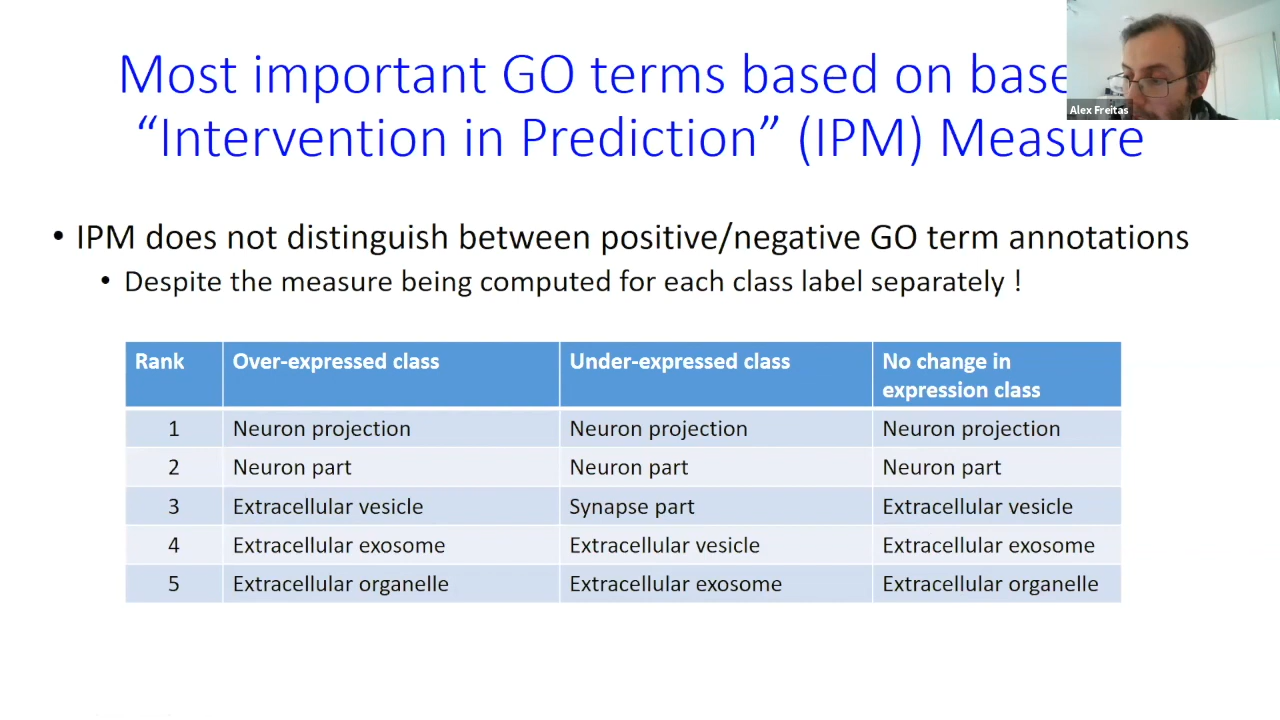 Most important GO terms based on base
“Intervention in Prediction” (IPM) Measure
Alex Freitas
• IPM does not distinguish between positive/negative GO term annotations
• Despite the measure being computed for each class label separately !
Rank Over-expressed class Under-expressed class No change in expression class
1 Neuron projection Neuron projection Neuron projection
2 Neuron part Neuron part Neuron part
3 Extracellular vesicle Synapse part Extracellular vesicle
4 Extracellular exosome Extracellular vesicle Extracellular exosome
5 Extracellular organelle Extracellular exosome Extracellular organelle